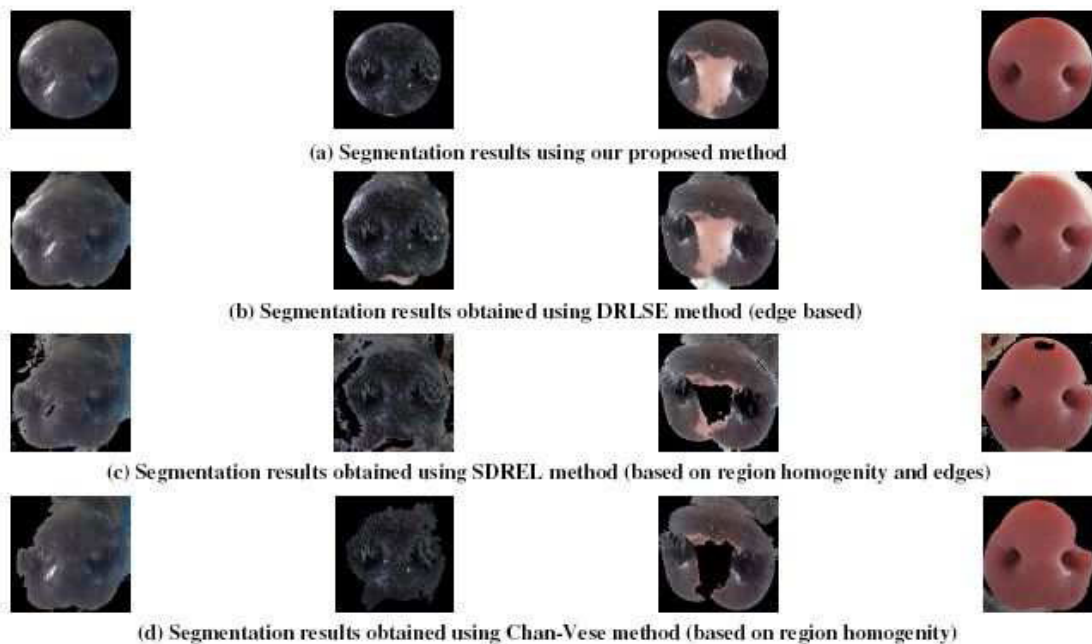 (a) Segmentation results using our proposed method
(b) Segmentation results obtained using DRLSE method (edge based)
(c) Segmentation results obtained using SDREL method (based on region homogenity and edges)
(d) Segmentation results obtained using Chan-Vese method (based on region homogenity)